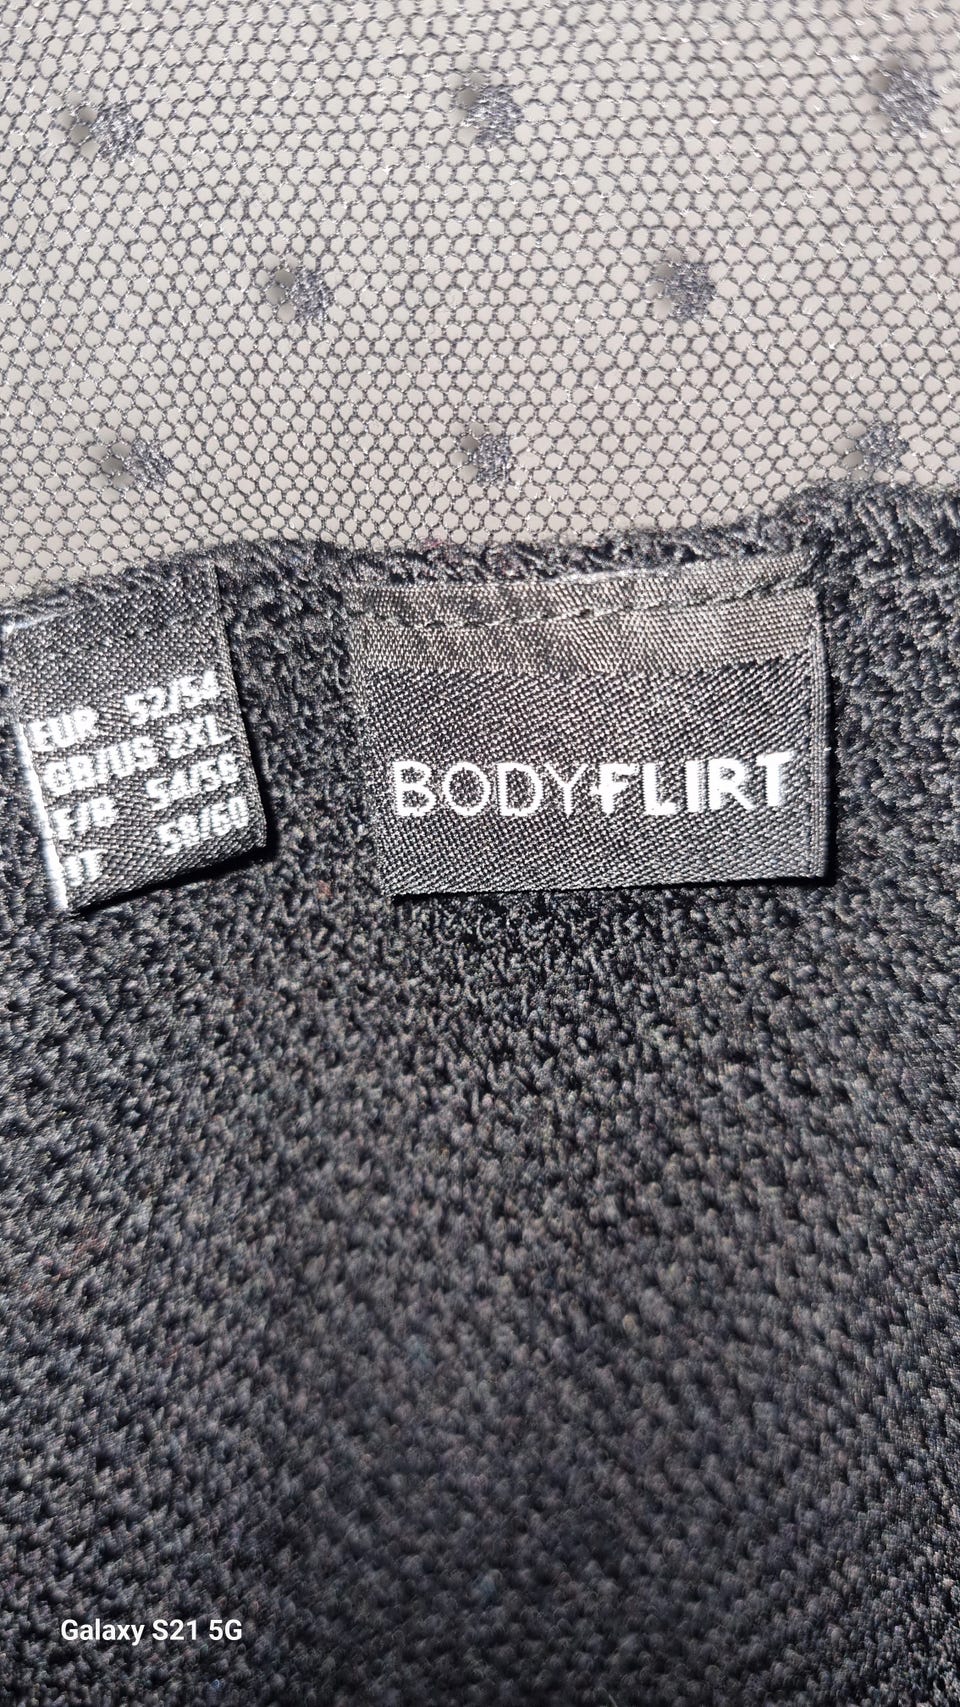 EUR 52/54
GB/US 2XL
F/B 54/56
IT 58/60
BODYFLIRT
Galaxy S21 5G